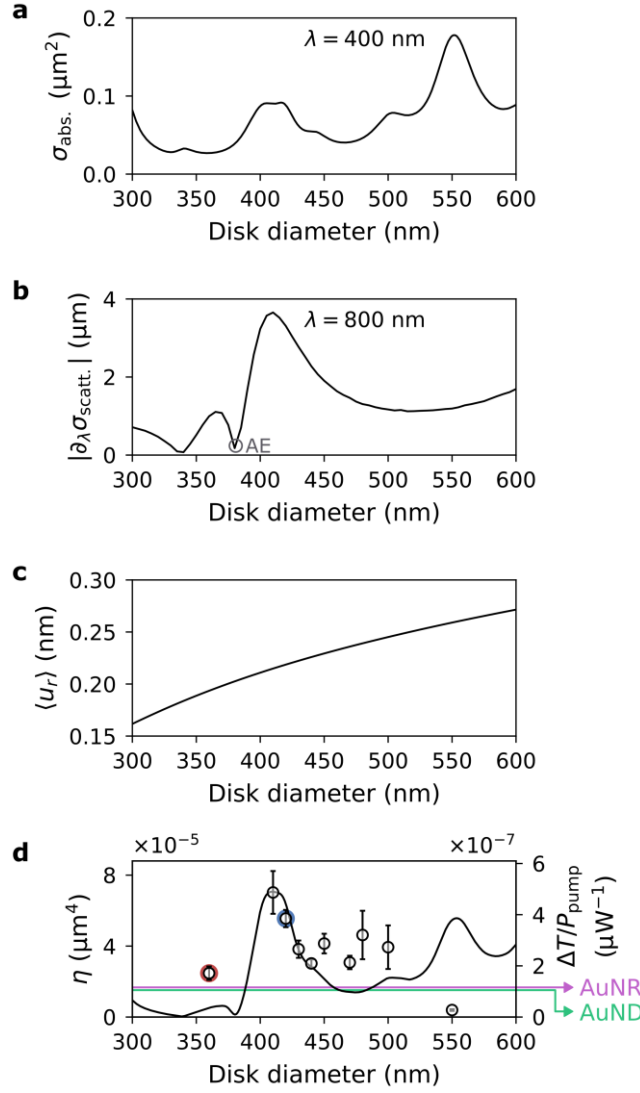 a
0.2
0.1
0.0
σabs. (μm²)
λ = 400 nm
300 350 400 450 500 550 600
Disk diameter (nm)
b
4
2
0
|∂λσscatt.| (μm)
λ = 800 nm
AE
300 350 400 450 500 550 600
Disk diameter (nm)
c
0.30
0.25
0.20
0.15
⟨uᵣ⟩ (nm)
300 350 400 450 500 550 600
Disk diameter (nm)
d
×10⁻⁵ ×10⁻⁷
8
4
0
η (μm⁴)
6
4
2
0
ΔT/Ppump
(μW⁻¹)
AuNR
AuND
300 350 400 450 500 550 600
Disk diameter (nm)